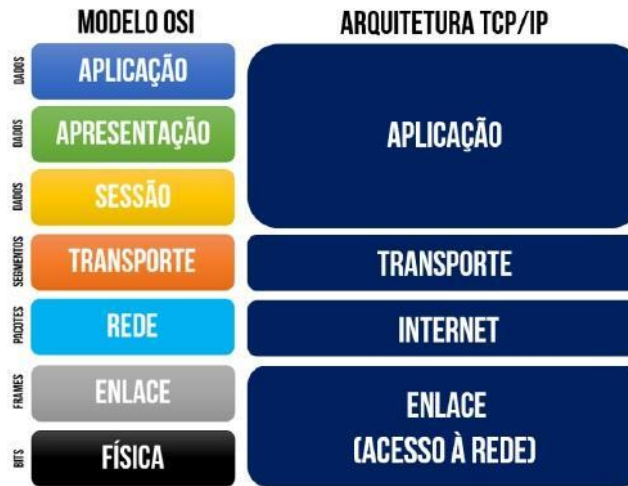 MODELO OSI
ARQUITETURA TCP/IP
DADOS
APLICAÇÃO
DADOS
APRESENTAÇÃO
APLICAÇÃO
DADOS
SESSÃO
SEGMENTOS
TRANSPORTE
TRANSPORTE
PACOTES
REDE
INTERNET
FRAMES
ENLACE
ENLACE
(ACESSO À REDE)
BITS
FÍSICA